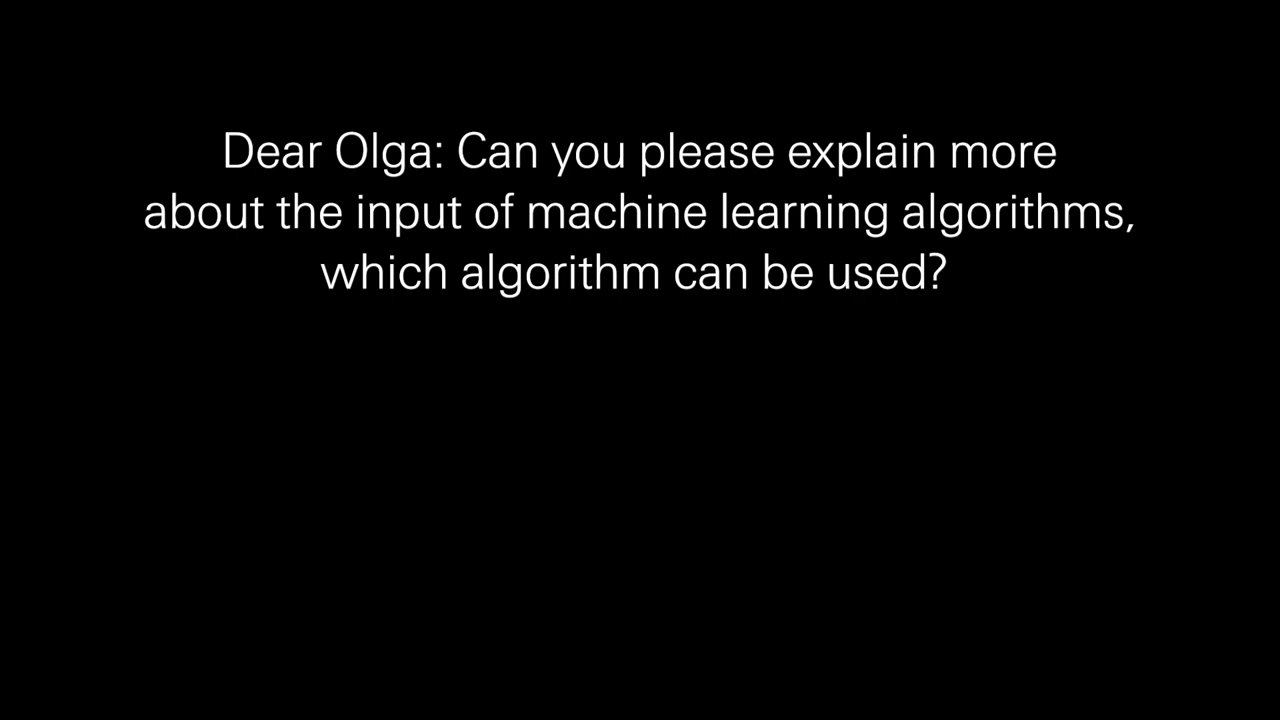 Dear Olga: Can you please explain more
about the input of machine learning algorithms,
which algorithm can be used?